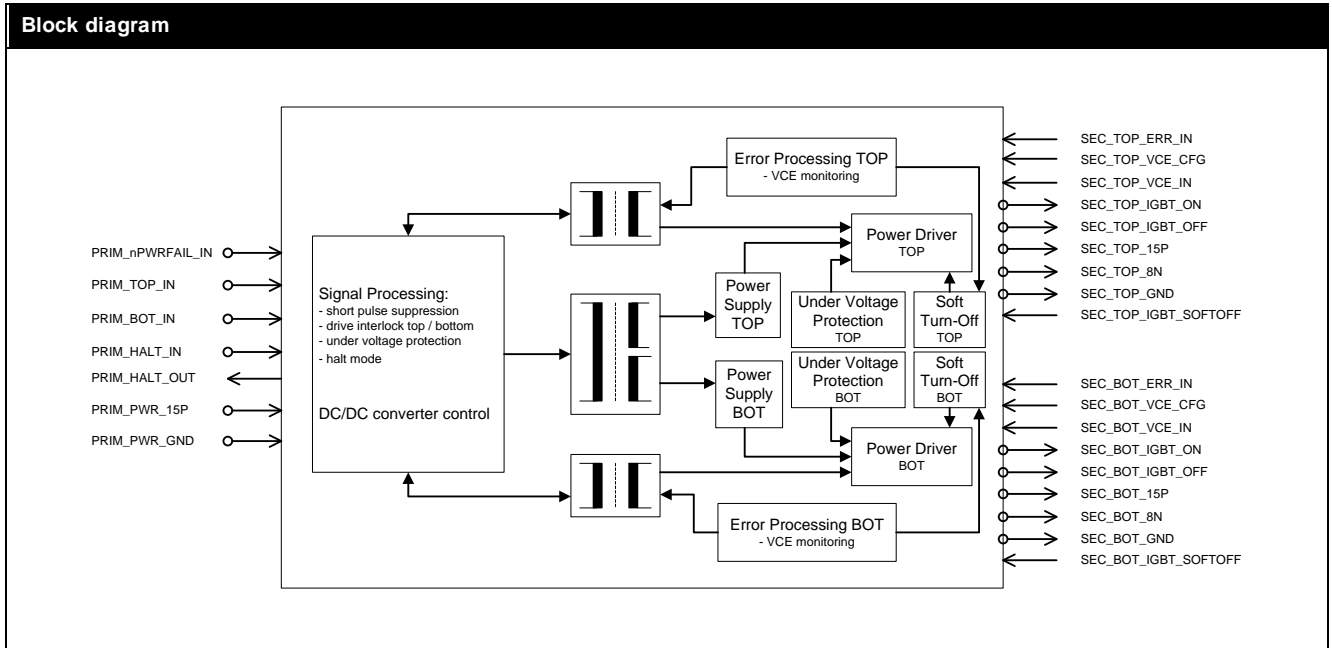 Block diagram
PRIM_nPWRFAIL_IN
PRIM_TOP_IN
PRIM_BOT_IN
PRIM_HALT_IN
PRIM_HALT_OUT
PRIM_PWR_15P
PRIM_PWR_GND
Signal Processing:
- short pulse suppression
- drive interlock top / bottom
- under voltage protection
- halt mode
DC/DC converter control
Error Processing TOP
- VCE monitoring
Power Driver
TOP
Power
Supply
TOP
Under Voltage
Protection
TOP
Soft
Turn-Off
TOP
Power
Supply
BOT
Under Voltage
Protection
BOT
Soft
Turn-Off
BOT
Power Driver
BOT
Error Processing BOT
- VCE monitoring
SEC_TOP_ERR_IN
SEC_TOP_VCE_CFG
SEC_TOP_VCE_IN
SEC_TOP_IGBT_ON
SEC_TOP_IGBT_OFF
SEC_TOP_15P
SEC_TOP_8N
SEC_TOP_GND
SEC_TOP_IGBT_SOFTOFF
SEC_BOT_ERR_IN
SEC_BOT_VCE_CFG
SEC_BOT_VCE_IN
SEC_BOT_IGBT_ON
SEC_BOT_IGBT_OFF
SEC_BOT_15P
SEC_BOT_8N
SEC_BOT_GND
SEC_BOT_IGBT_SOFTOFF